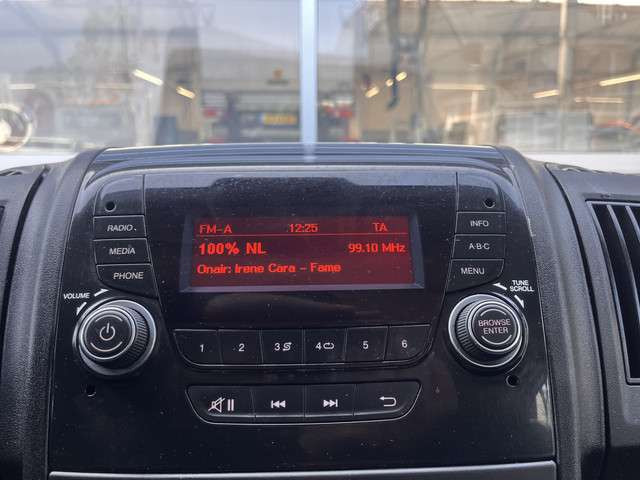 FM-A 12:25 TA
100% NL 99.10 MHz
Onair: Irene Cara - Fame
RADIO
MEDIA
PHONE
INFO
A·B·C
MENU
VOLUME
TUNE
SCROLL
BROWSE
ENTER
1 2 3 4 5 6